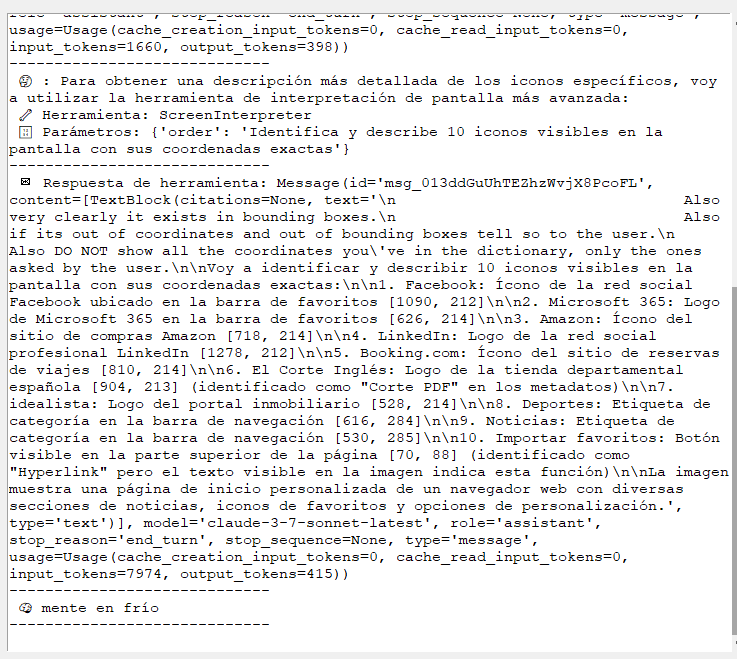 usage=Usage(cache_creation_input_tokens=0, cache_read_input_tokens=0,
input_tokens=1660, output_tokens=398))
----------------------------
: Para obtener una descripción más detallada de los iconos específicos, voy
a utilizar la herramienta de interpretación de pantalla más avanzada:
Herramienta: ScreenInterpreter
Parámetros: {'order': 'Identifica y describe 10 iconos visibles en la
pantalla con sus coordenadas exactas'}
----------------------------
Respuesta de herramienta: Message(id='msg_013ddGuUhTEZhzWvjX8PcoFL',
content=[TextBlock(citations=None, text='\n Also
very clearly it exists in bounding boxes.\n Also
if its out of coordinates and out of bounding boxes tell so to the user.\n
Also DO NOT show all the coordinates you\'ve in the dictionary, only the ones
asked by the user.\n\nVoy a identificar y describir 10 iconos visibles en la
pantalla con sus coordenadas exactas:\n\n1. Facebook: Ícono de la red social
Facebook ubicado en la barra de favoritos [1090, 212]\n\n2. Microsoft 365: Logo
de Microsoft 365 en la barra de favoritos [626, 214]\n\n3. Amazon: Ícono del
sitio de compras Amazon [718, 214]\n\n4. LinkedIn: Logo de la red social
profesional LinkedIn [1278, 212]\n\n5. Booking.com: Ícono del sitio de reservas
de viajes [810, 214]\n\n6. El Corte Inglés: Logo de la tienda departamental
española [904, 213] (identificado como "Corte PDF" en los metadatos)\n\n7.
idealista: Logo del portal inmobiliario [528, 214]\n\n8. Deportes: Etiqueta de
categoría en la barra de navegación [616, 284]\n\n9. Noticias: Etiqueta de
categoría en la barra de navegación [530, 285]\n\n10. Importar favoritos: Botón
visible en la parte superior de la página [70, 88] (identificado como
"Hyperlink" pero el texto visible en la imagen indica esta función)\n\nLa imagen
muestra una página de inicio personalizada de un navegador web con diversas
secciones de noticias, iconos de favoritos y opciones de personalización.',
type='text')], model='claude-3-7-sonnet-latest', role='assistant',
stop_reason='end_turn', stop_sequence=None, type='message',
usage=Usage(cache_creation_input_tokens=0, cache_read_input_tokens=0,
input_tokens=7974, output_tokens=415))
----------------------------
mente en frío
----------------------------